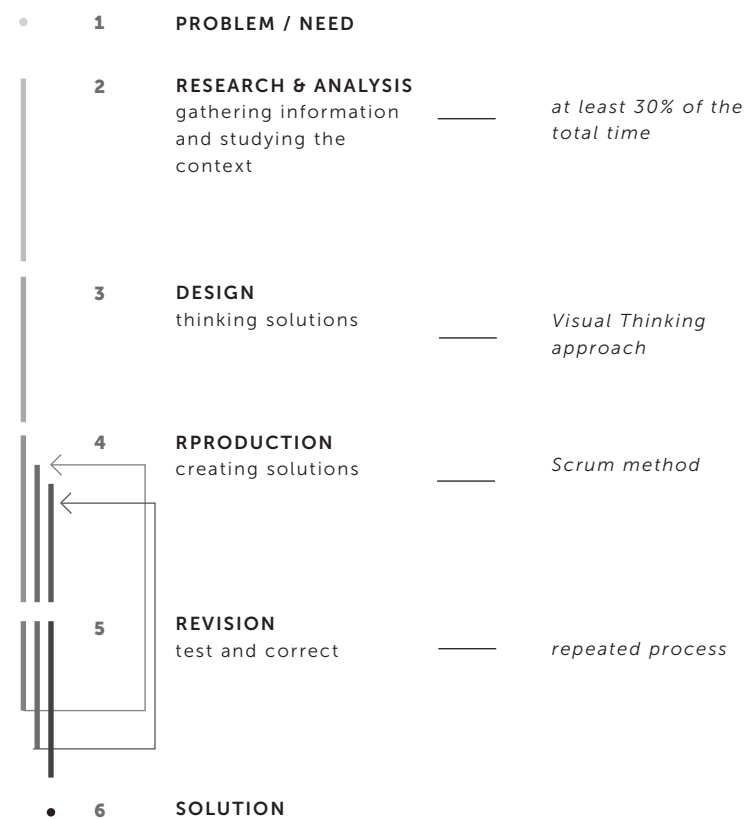 1 PROBLEM / NEED
2 RESEARCH & ANALYSIS
gathering information
and studying the
context
at least 30% of the
total time
3 DESIGN
thinking solutions
Visual Thinking
approach
4 RPRODUCTION
creating solutions
Scrum method
5 REVISION
test and correct
repeated process
6 SOLUTION